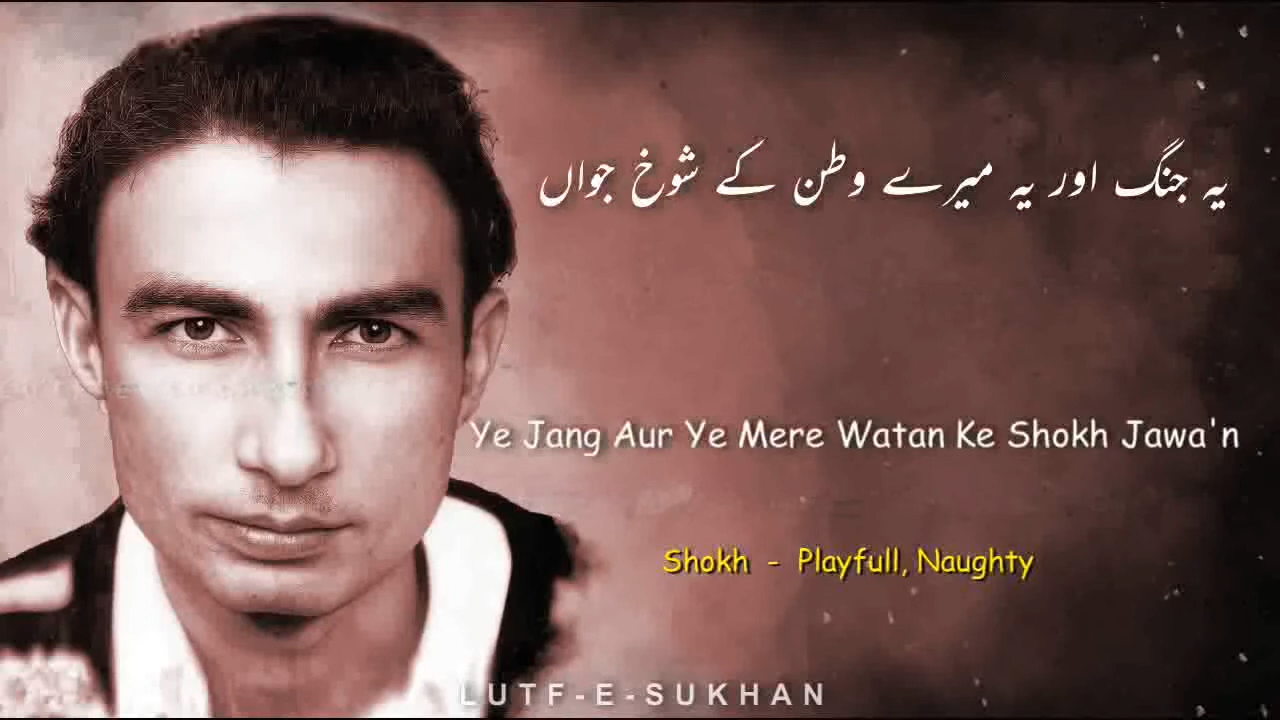 یہ جنگ اور یہ میرے وطن کے شوخ جواں
Ye Jang Aur Ye Mere Watan Ke Shokh Jawa'n
Shokh - Playfull, Naughty
LUTF-E-SUKHAN